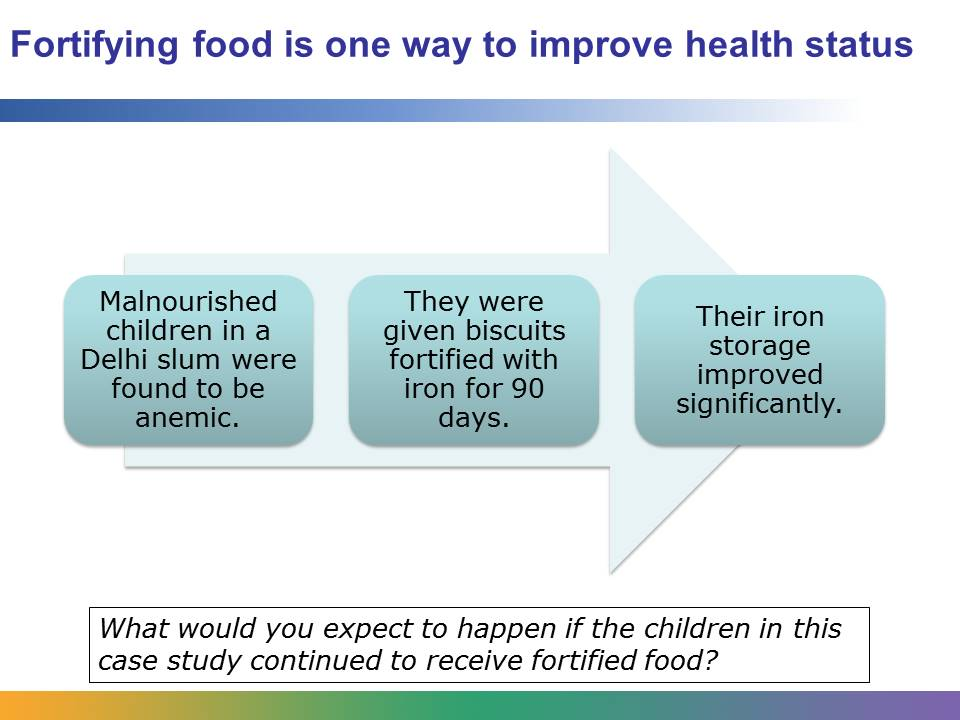 Fortifying food is one way to improve health status
Malnourished
children in a
Delhi slum were
found to be
anemic.
They were
given biscuits
fortified with
iron for 90
days.
Their iron
storage
improved
significantly.
What would you expect to happen if the children in this
case study continued to receive fortified food?